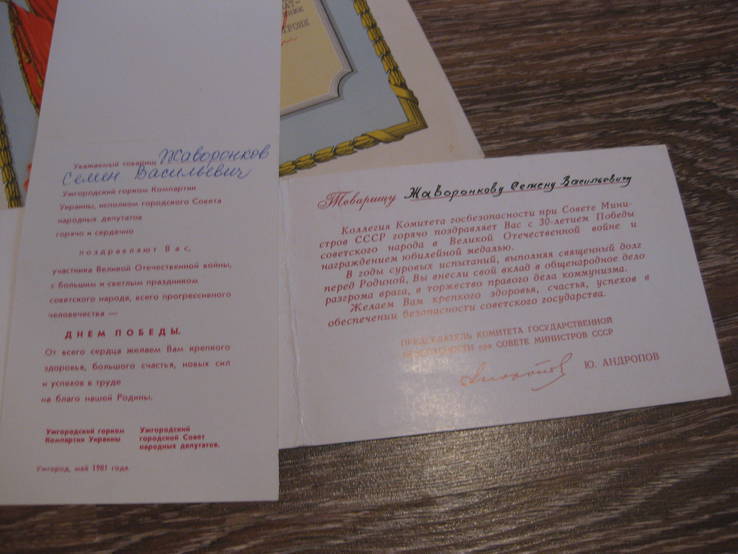 Уважаемый товарищ Жаворонков
Семен Васильевич
Ужгородский горком Компартии
Украины, исполком городского Совета
народных депутатов
горячо и сердечно
поздравляют Вас,
участника Великой Отечественной войны,
с большим и светлым праздником
советского народа, всего прогрессивного
человечества —
ДНЕМ ПОБЕДЫ.
От всего сердца желаем Вам крепкого
здоровья, большого счастья, новых сил
и успехов в труде
на благо нашей Родины.
Ужгородский горком
Компартии Украины
Ужгородский
городской Совет
народных депутатов.
Ужгород, май 1981 года.
Товарищу Жаворонкову Семену Васильевичу
Коллегия Комитета госбезопасности при Совете Мини-
стров СССР горячо поздравляет Вас с 30-летием Победы
советского народа в Великой Отечественной войне и
награждением юбилейной медалью.
В годы суровых испытаний, выполняя священный долг
перед Родиной, Вы внесли свой вклад в общенародное дело
разгрома врага, в торжество правого дела коммунизма.
Желаем Вам крепкого здоровья, счастья, успехов в
обеспечении безопасности советского государства.
ПРЕДСЕДАТЕЛЬ КОМИТЕТА ГОСУДАРСТВЕННОЙ
БЕЗОПАСНОСТИ при СОВЕТЕ МИНИСТРОВ СССР
Ю. АНДРОПОВ